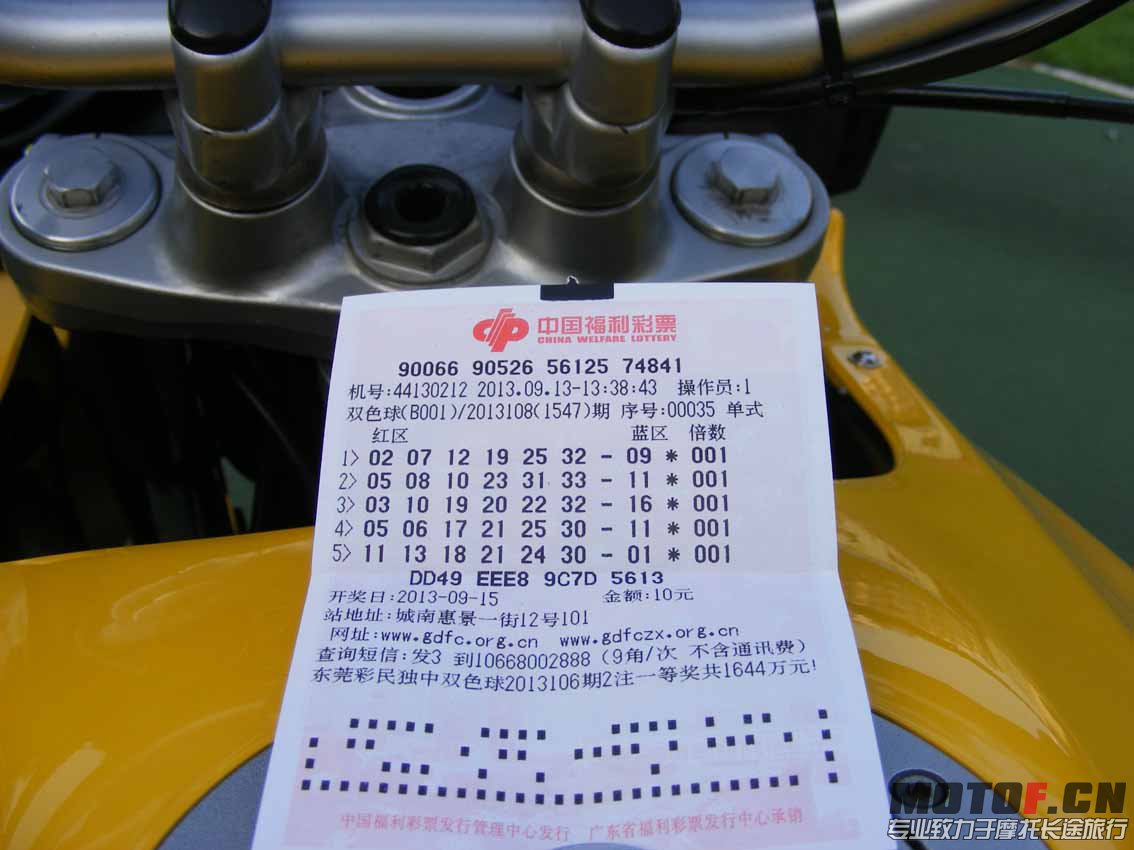 中国福利彩票
CHINA WELFARE LOTTERY
90066 90526 56125 74841
机号:44130212 2013.09.13-13:38:43 操作员:1
双色球(B001)/2013108(1547)期 序号:00035 单式
红区 蓝区 倍数
1> 02 07 12 19 25 32 - 09 * 001
2> 05 08 10 23 31 33 - 11 * 001
3> 03 10 19 20 22 32 - 16 * 001
4> 05 06 17 21 25 30 - 11 * 001
5> 11 13 18 21 24 30 - 01 * 001
DD49 EEE8 9C7D 5613
开奖日:2013-09-15 金额:10元
站地址:城南惠景一街12号101
网址:www.gdfc.org.cn www.gdfczx.org.cn
查询短信:发3 到10668002888 (9角/次 不含通讯费)
东莞彩民独中双色球2013106期2注一等奖共1644万元!
中国福利彩票发行管理中心发行 广东省福利彩票发行中心承销
MOTOF.CN
专业致力于摩托长途旅行